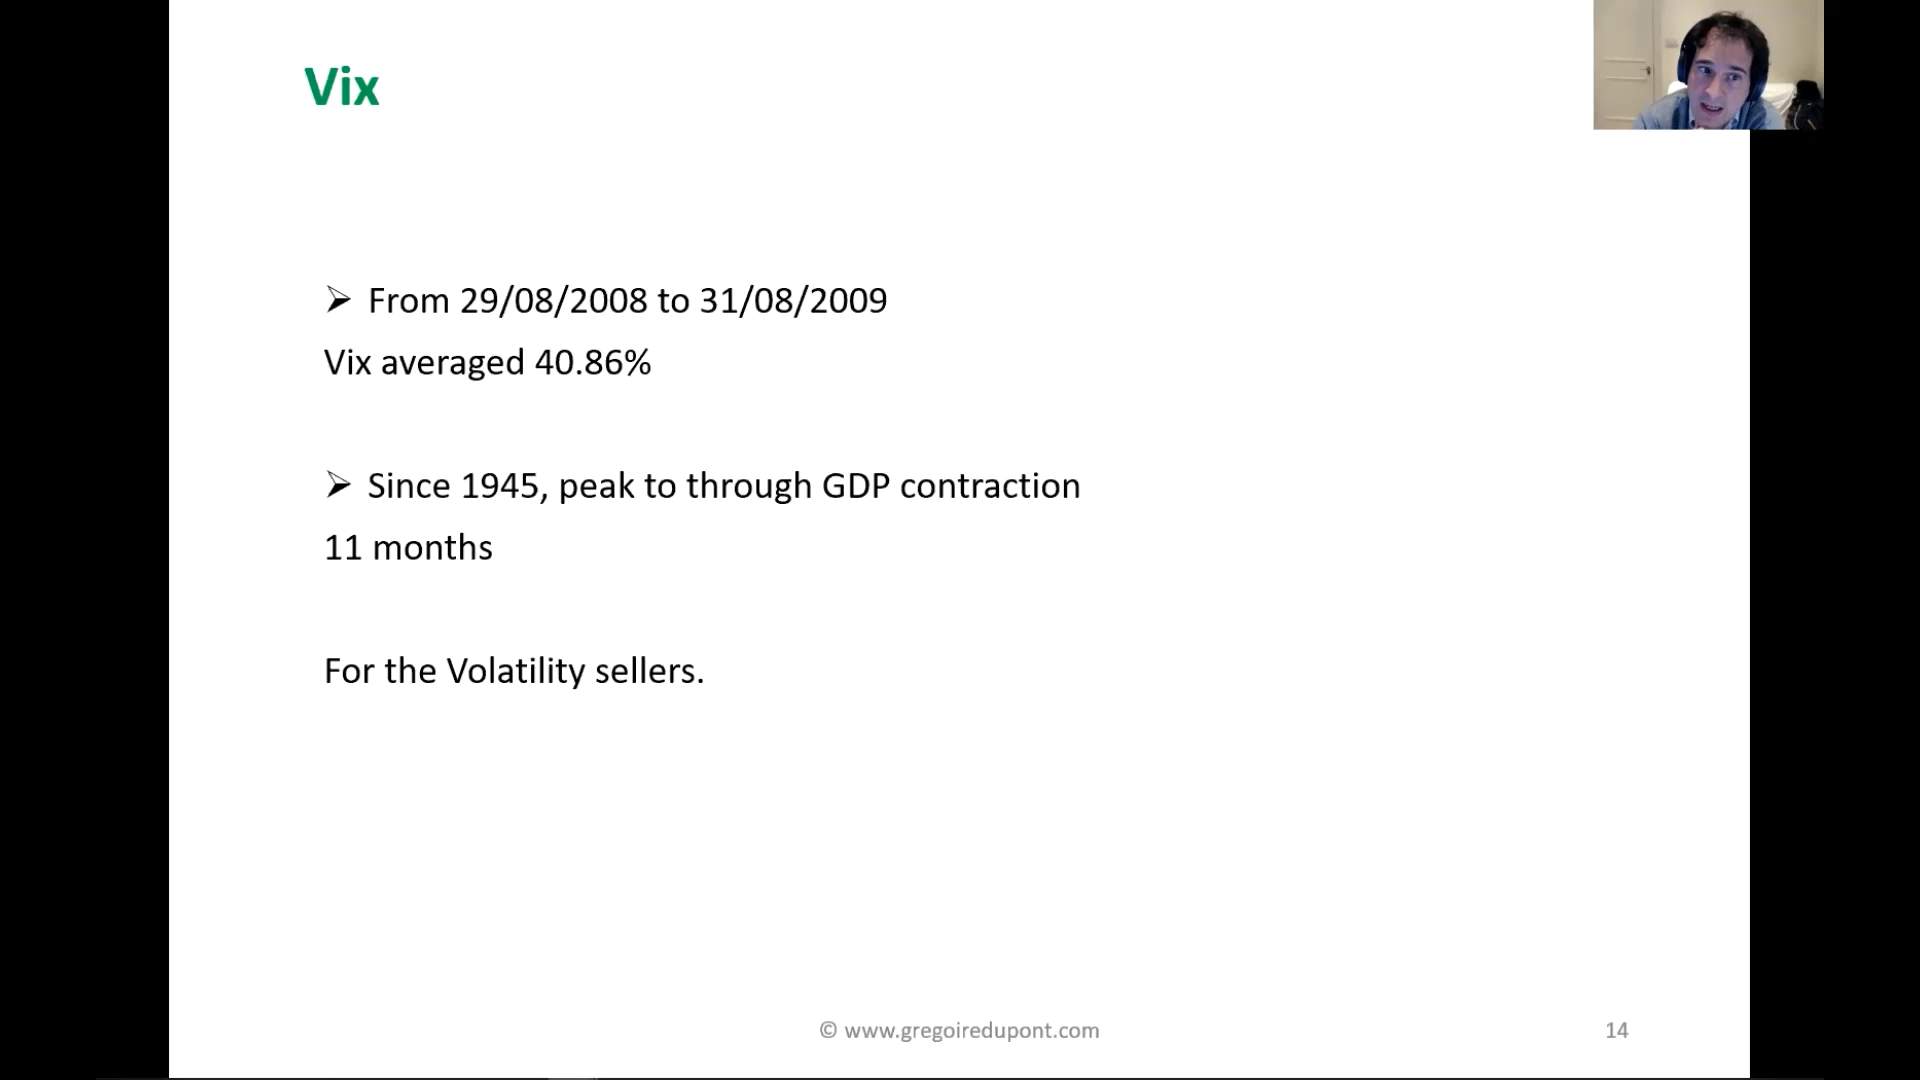 Vix
➢ From 29/08/2008 to 31/08/2009
Vix averaged 40.86%
➢ Since 1945, peak to through GDP contraction
11 months
For the Volatility sellers.
© www.gregoiredupont.com
14